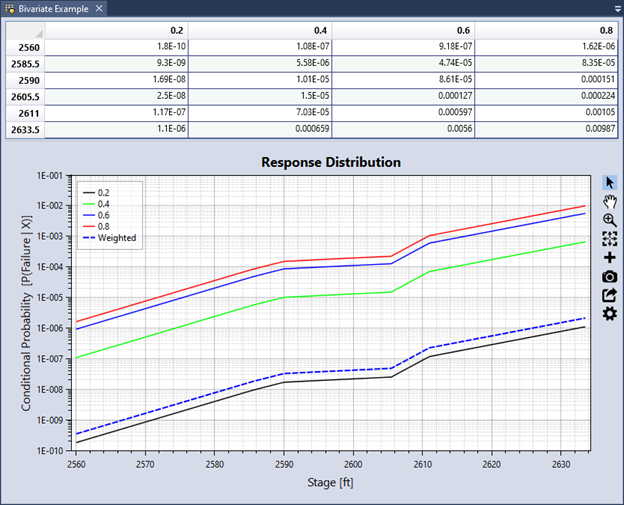 Bivariate Example
0.2 0.4 0.6 0.8
2560 1.8E-10 1.08E-07 9.18E-07 1.62E-06
2585.5 9.3E-09 5.58E-06 4.74E-05 8.35E-05
2590 1.69E-08 1.01E-05 8.61E-05 0.000151
2605.5 2.5E-08 1.5E-05 0.000127 0.000224
2611 1.17E-07 7.03E-05 0.000597 0.00105
2633.5 1.1E-06 0.000659 0.0056 0.00987
Response Distribution
Conditional Probability [P(Failure | X)]
1E-001
1E-002
1E-003
1E-004
1E-005
1E-006
1E-007
1E-008
1E-009
1E-010
0.2
0.4
0.6
0.8
Weighted
2560 2570 2580 2590 2600 2610 2620 2630
Stage [ft]